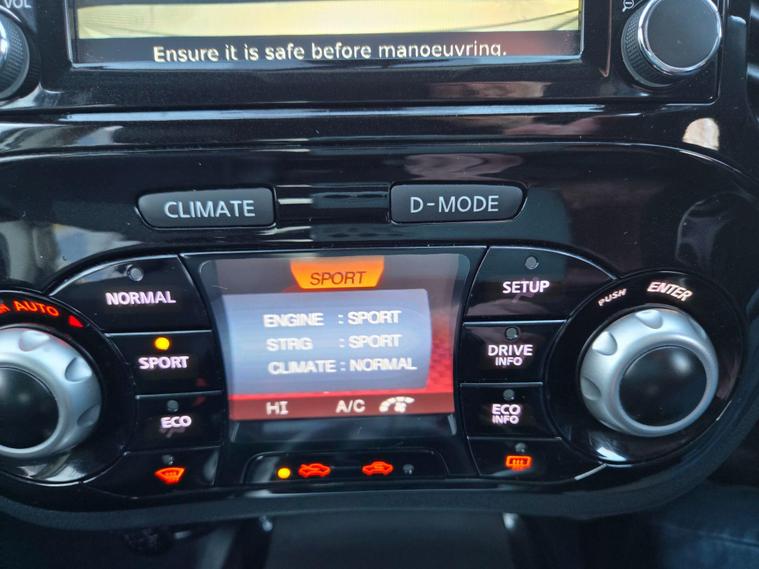 VOL
Ensure it is safe before manoeuvring.
CLIMATE
D-MODE
SPORT
NORMAL
SETUP
PUSH ENTER
AUTO
ENGINE : SPORT
STRG : SPORT
CLIMATE : NORMAL
SPORT
DRIVE
INFO
HI A/C
ECO
ECO
INFO